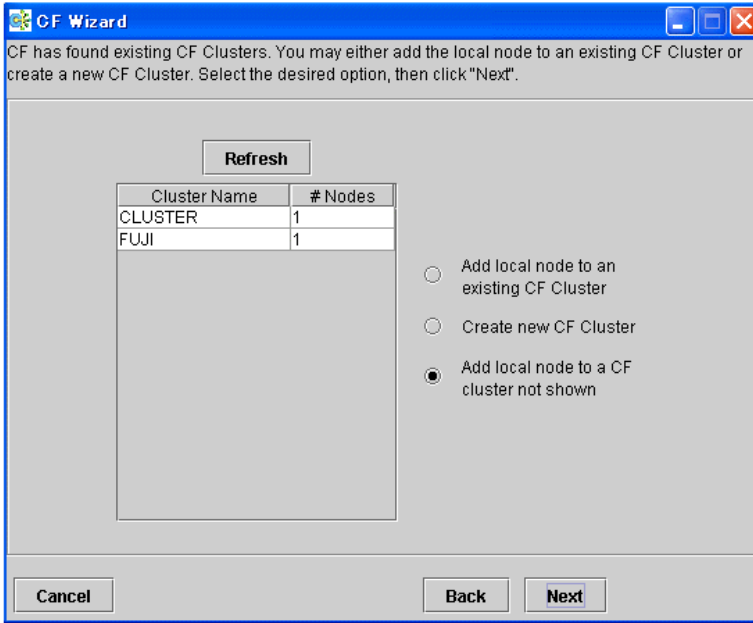 CF Wizard
CF has found existing CF Clusters. You may either add the local node to an existing CF Cluster or
create a new CF Cluster. Select the desired option, then click "Next".
Refresh
Cluster Name # Nodes
CLUSTER 1
FUJI 1
Add local node to an
existing CF Cluster
Create new CF Cluster
Add local node to a CF
cluster not shown
Cancel Back Next